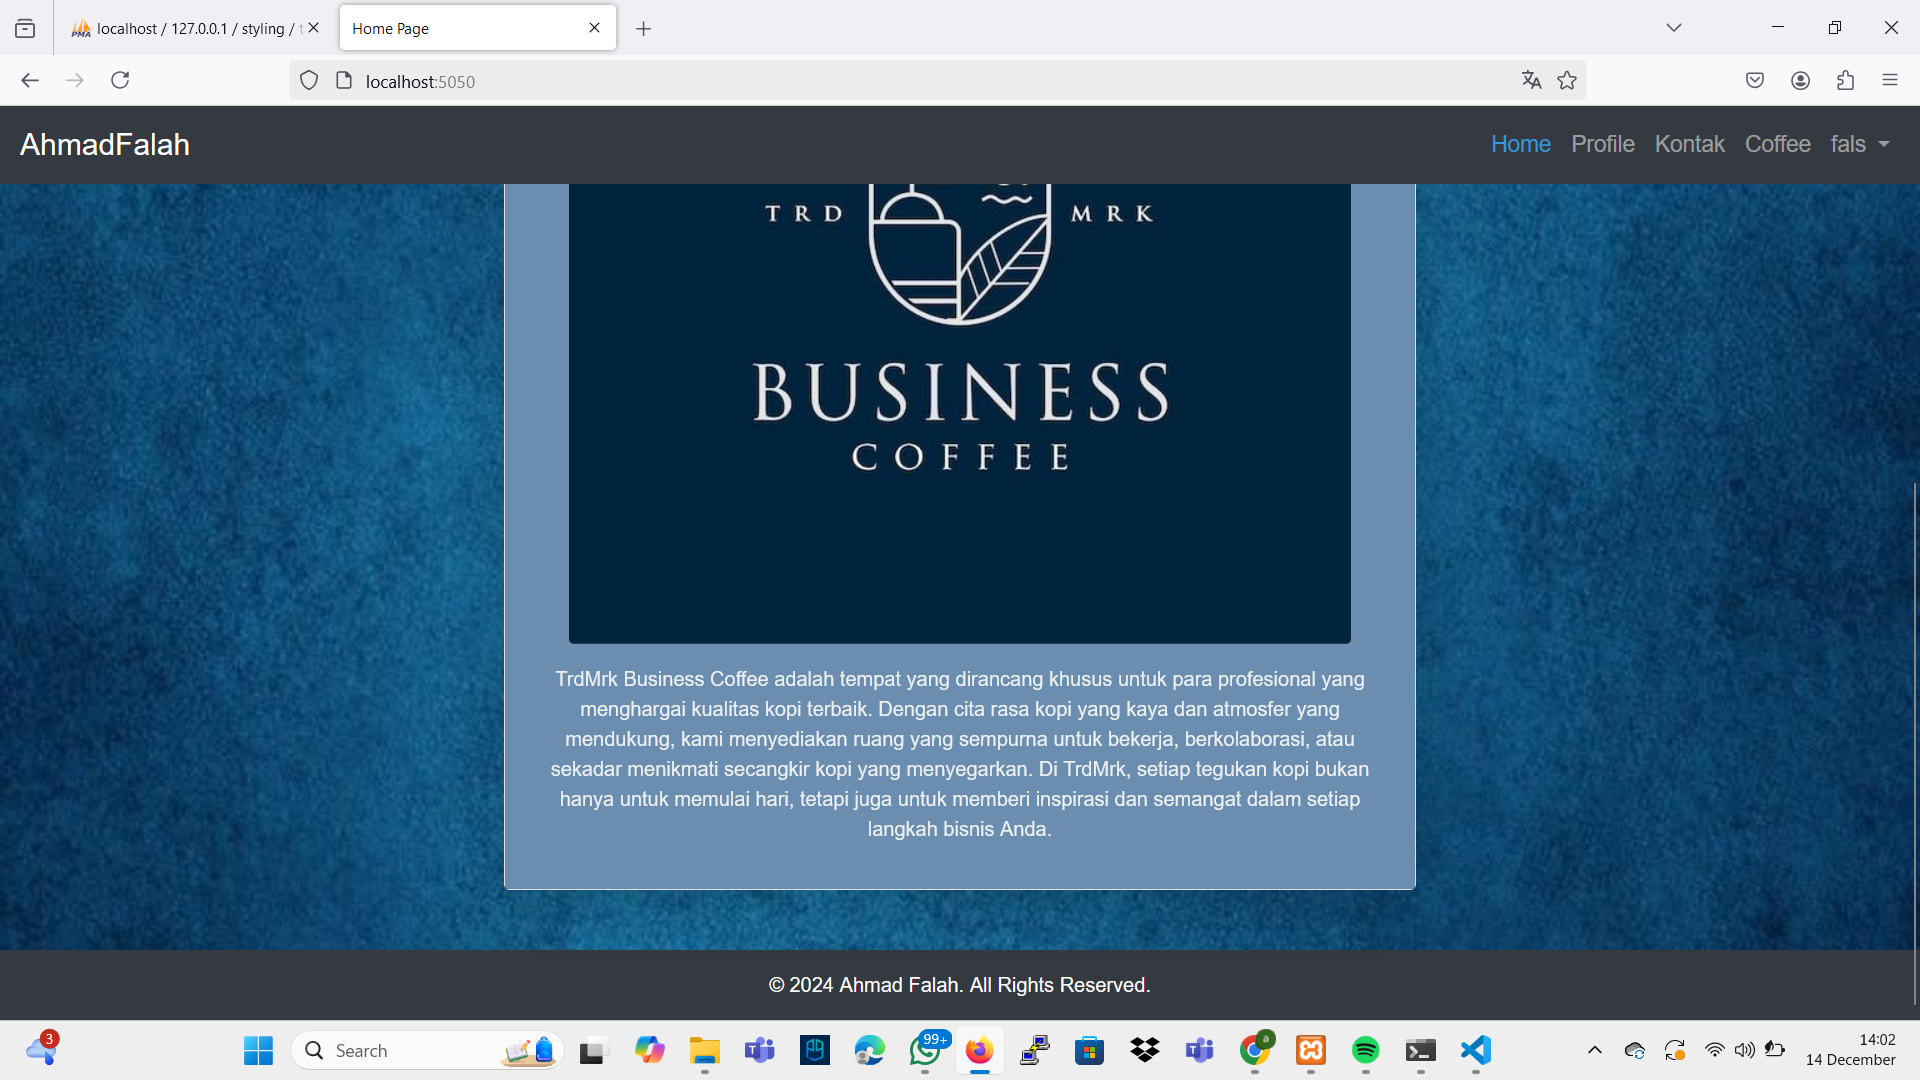 localhost / 127.0.0.1 / styling / t
Home Page
localhost:5050
AhmadFalah
Home Profile Kontak Coffee fals
TRD MRK
BUSINESS
COFFEE
TrdMrk Business Coffee adalah tempat yang dirancang khusus untuk para profesional yang
menghargai kualitas kopi terbaik. Dengan cita rasa kopi yang kaya dan atmosfer yang
mendukung, kami menyediakan ruang yang sempurna untuk bekerja, berkolaborasi, atau
sekadar menikmati secangkir kopi yang menyegarkan. Di TrdMrk, setiap tegukan kopi bukan
hanya untuk memulai hari, tetapi juga untuk memberi inspirasi dan semangat dalam setiap
langkah bisnis Anda.
© 2024 Ahmad Falah. All Rights Reserved.
3
Search
99+
a
14:02
14 December